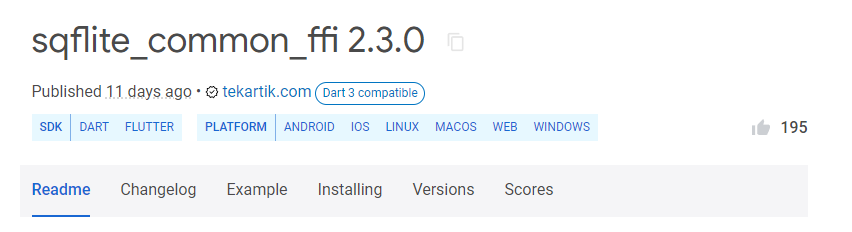 sqflite_common_ffi 2.3.0
Published 11 days ago • tekartik.com Dart 3 compatible
SDK DART FLUTTER PLATFORM ANDROID IOS LINUX MACOS WEB WINDOWS 195
Readme Changelog Example Installing Versions Scores